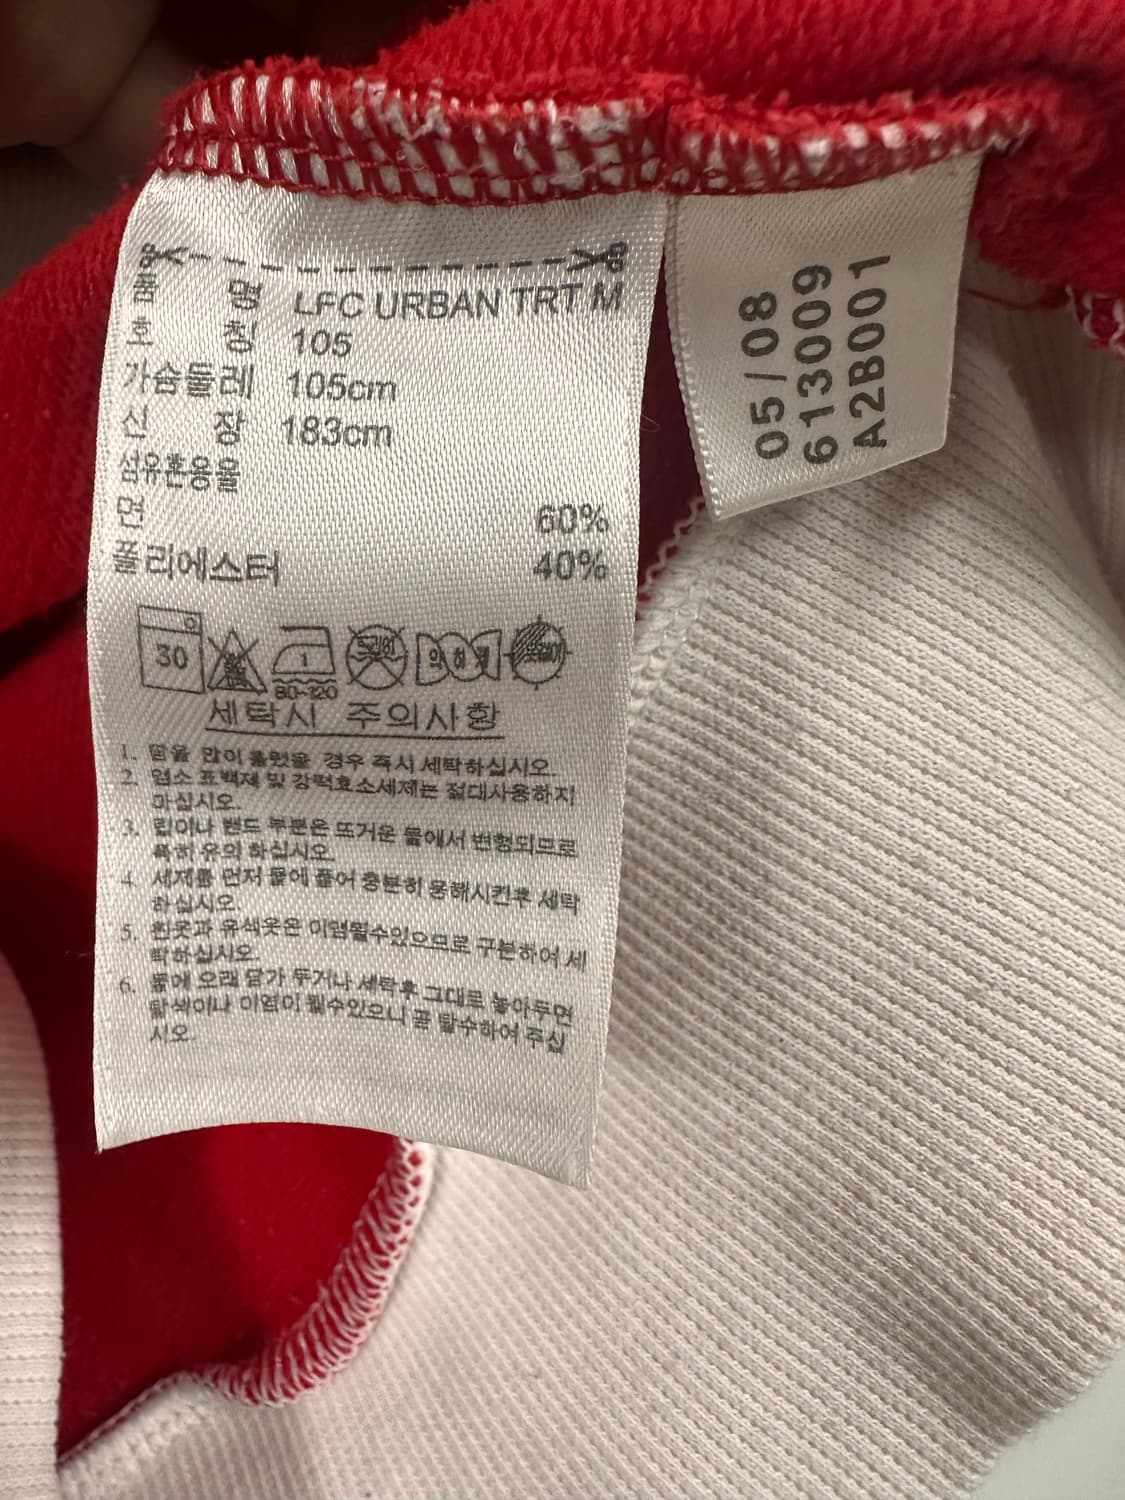 품 명 LFC URBAN TRT M
호 칭 105
가슴둘레 105cm
신 장 183cm
섬유혼용율
면 60%
폴리에스터 40%
30
1
80~120
세탁시 주의사항
1. 땀을 많이 흘렸을 경우 즉시 세탁하십시오.
2. 염소 표백제 및 강력효소세제는 절대사용하지
마십시오.
3. 립이나 밴드 부분은 뜨거운 물에서 변형되므로
특히 유의 하십시오.
4. 세제를 먼저 물에 풀어 충분히 용해시킨후 세탁
하십시오.
5. 흰옷과 유색옷은 이염될수있으므로 구분하여 세
탁하십시오.
6. 물에 오래 담가 두거나 세탁후 그대로 놓아두면
탈색이나 이염이 될수있으니 곧 탈수하여 주십
시오.
05/08
613009
A2B001